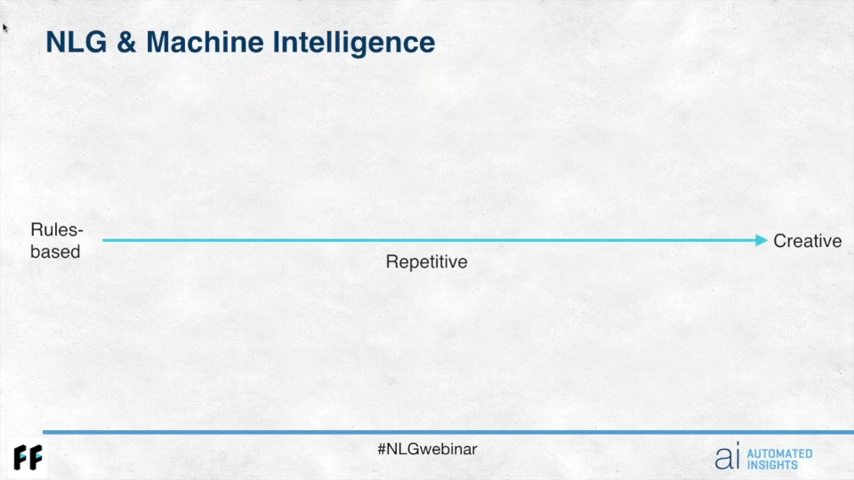 NLG & Machine Intelligence
Rules-
based
Repetitive
Creative
#NLGwebinar
FF
ai AUTOMATED
INSIGHTS